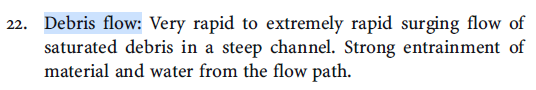 22. Debris flow: Very rapid to extremely rapid surging flow of
saturated debris in a steep channel. Strong entrainment of
material and water from the flow path.